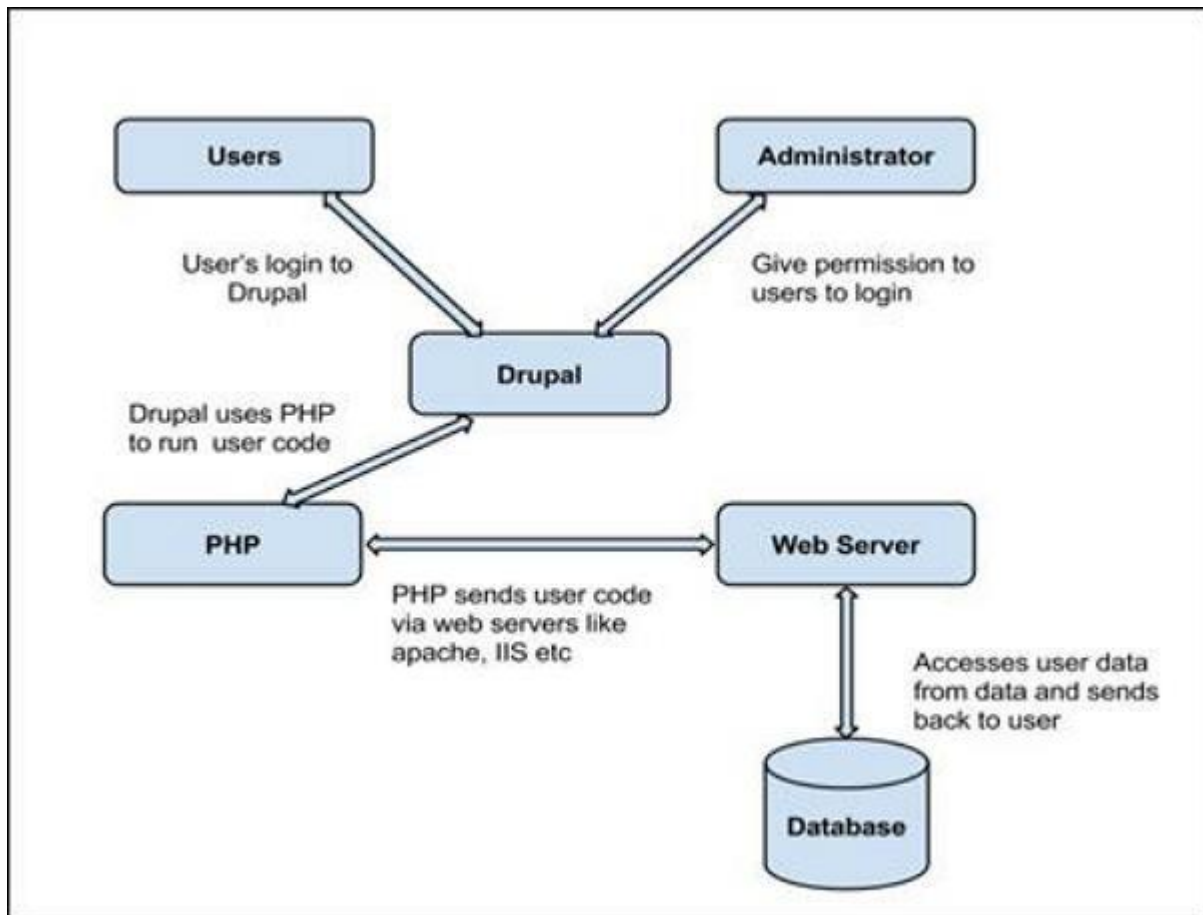 Users
Administrator
User's login to
Drupal
Give permission to
users to login
Drupal
Drupal uses PHP
to run user code
PHP
Web Server
PHP sends user code
via web servers like
apache, IIS etc
Accesses user data
from data and sends
back to user
Database